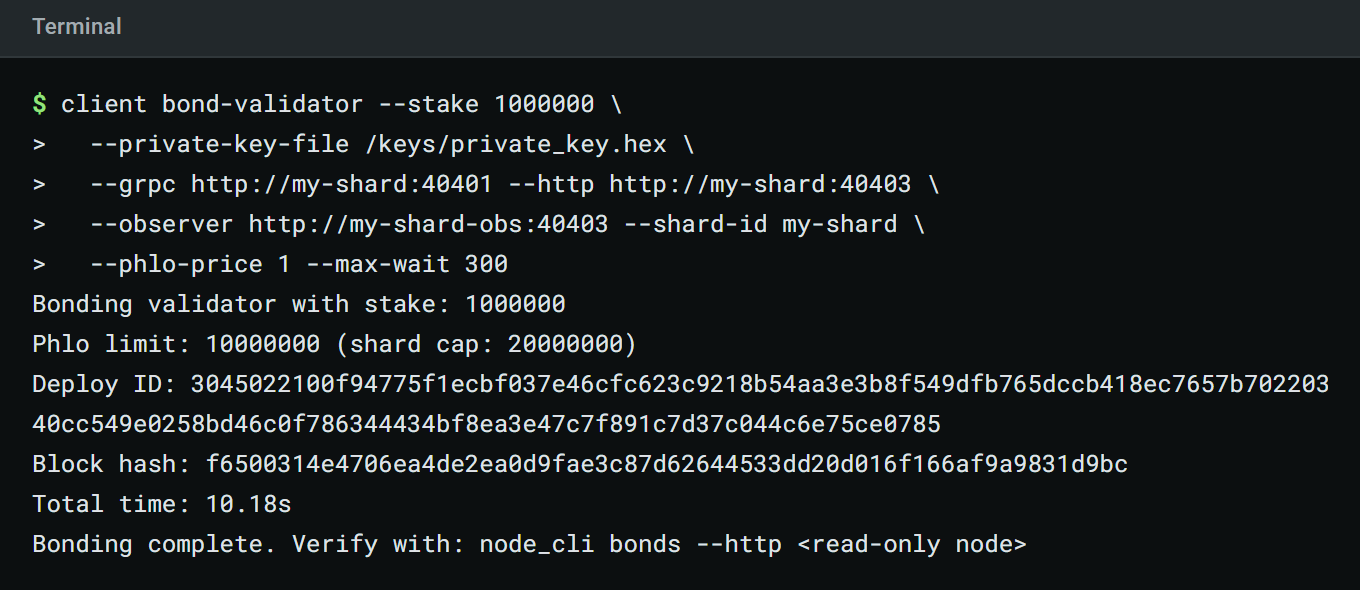 Terminal
$ client bond-validator --stake 1000000 \
>   --private-key-file /keys/private_key.hex \
>   --grpc http://my-shard:40401 --http http://my-shard:40403 \
>   --observer http://my-shard-obs:40403 --shard-id my-shard \
>   --phlo-price 1 --max-wait 300
Bonding validator with stake: 1000000
Phlo limit: 10000000 (shard cap: 20000000)
Deploy ID: 3045022100f94775f1ecbf037e46cfc623c9218b54aa3e3b8f549dfb765dccb418ec7657b702203
40cc549e0258bd46c0f786344434bf8ea3e47c7f891c7d37c044c6e75ce0785
Block hash: f6500314e4706ea4de2ea0d9fae3c87d62644533dd20d016f166af9a9831d9bc
Total time: 10.18s
Bonding complete. Verify with: node_cli bonds --http <read-only node>